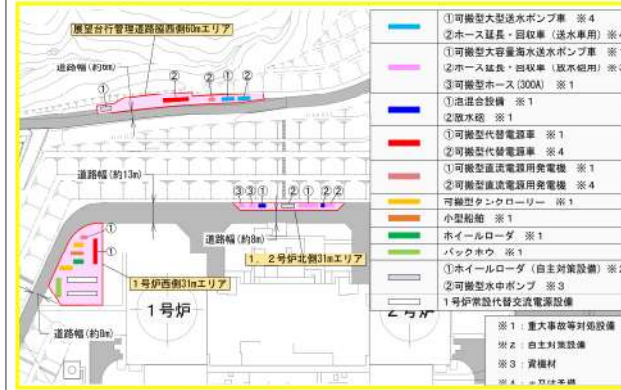 展望台行管理道路脇西側60mエリア
道路幅(約6m)
①
②
②
①
②
道路幅(約13m)
③
③
①
②
①
②
②
道路幅(約8m)
1、2号炉北側31mエリア
①
①
1号炉西側31mエリア
1号炉
2号炉
道路幅(約8m)
①可搬型大型送水ポンプ車 ※4
②ホース延長・回収車(送水車用)※4
①可搬型大容量海水送水ポンプ車 ※1
②ホース延長・回収車(放水砲用)※3
③可搬型ホース(300A) ※1
①泡混合設備 ※1
②放水砲 ※1
①可搬型代替電源車 ※1
②可搬型代替電源車 ※4
①可搬型直流電源用発電機 ※1
②可搬型直流電源用発電機 ※4
可搬型タンクローリー ※1
小型船舶 ※1
ホイールローダ ※1
バックホウ ※1
①ホイールローダ(自主対策設備)※2
②可搬型水中ポンプ ※3
1号炉常設代替交流電源設備
※1:重大事故等対処設備
※2:自主対策設備
※3:資機材